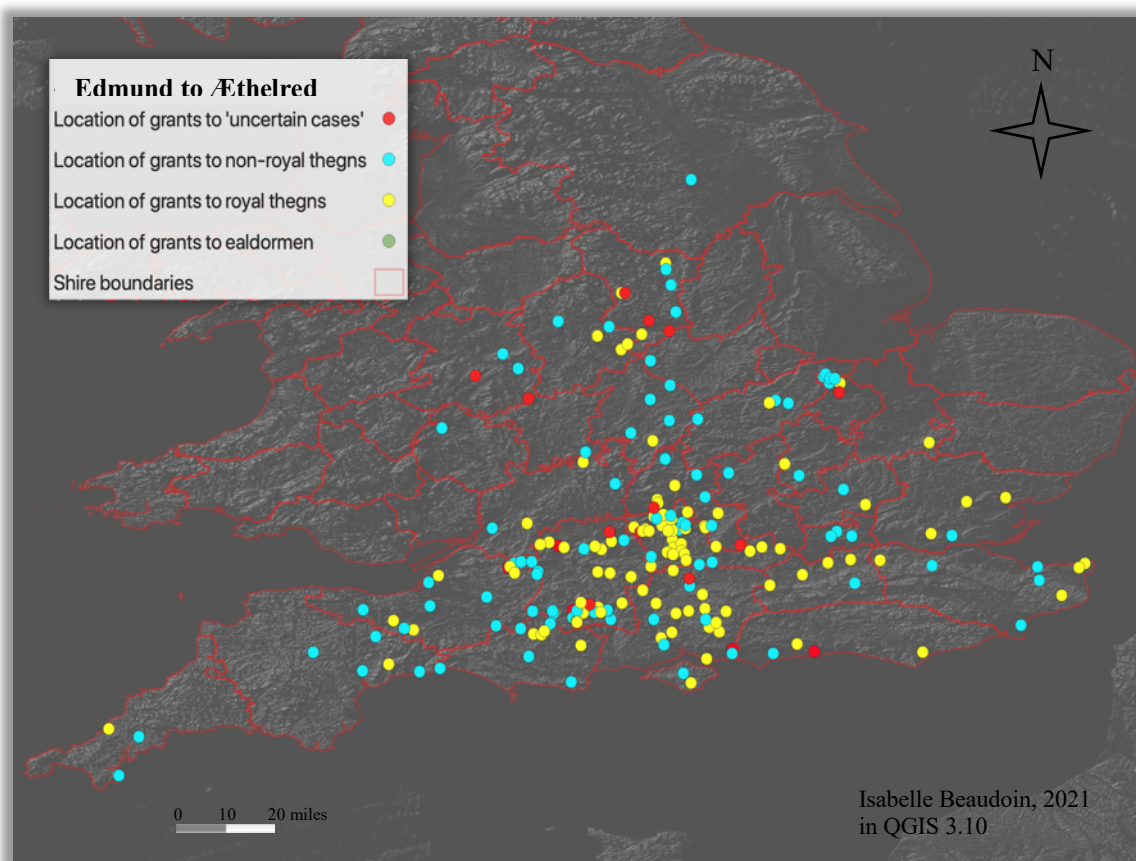 Edmund to Æthelred
Location of grants to 'uncertain cases'
Location of grants to non-royal thegns
Location of grants to royal thegns
Location of grants to ealdormen
Shire boundaries
N
0 10 20 miles
Isabelle Beaudoin, 2021
in QGIS 3.10